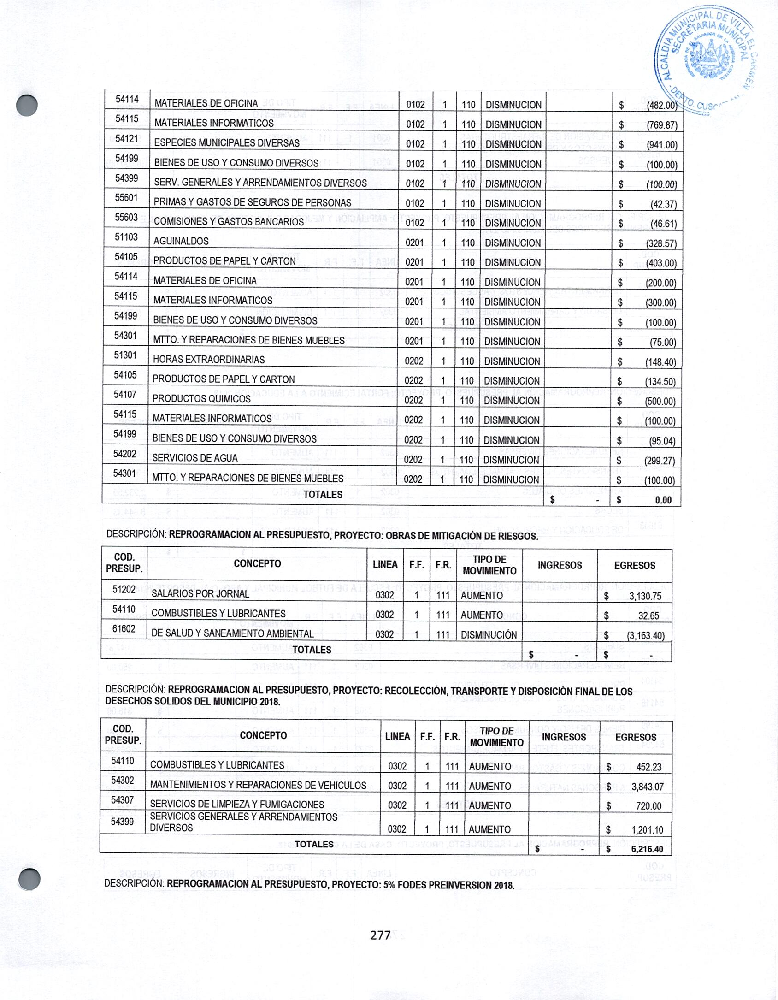 ALCALDIA MUNICIPAL DE VILLA EL CARMEN
SECRETARIA MUNICIPAL
REPUBLICA DE EL SALVADOR EN LA AMERICA CENTRAL
DEPTO. CUSC
54114 MATERIALES DE OFICINA 0102 1 110 DISMINUCION $ (482.00)
54115 MATERIALES INFORMATICOS 0102 1 110 DISMINUCION $ (769.87)
54121 ESPECIES MUNICIPALES DIVERSAS 0102 1 110 DISMINUCION $ (941.00)
54199 BIENES DE USO Y CONSUMO DIVERSOS 0102 1 110 DISMINUCION $ (100.00)
54399 SERV. GENERALES Y ARRENDAMIENTOS DIVERSOS 0102 1 110 DISMINUCION $ (100.00)
55601 PRIMAS Y GASTOS DE SEGUROS DE PERSONAS 0102 1 110 DISMINUCION $ (42.37)
55603 COMISIONES Y GASTOS BANCARIOS 0102 1 110 DISMINUCION $ (46.61)
51103 AGUINALDOS 0201 1 110 DISMINUCION $ (328.57)
54105 PRODUCTOS DE PAPEL Y CARTON 0201 1 110 DISMINUCION $ (403.00)
54114 MATERIALES DE OFICINA 0201 1 110 DISMINUCION $ (200.00)
54115 MATERIALES INFORMATICOS 0201 1 110 DISMINUCION $ (300.00)
54199 BIENES DE USO Y CONSUMO DIVERSOS 0201 1 110 DISMINUCION $ (100.00)
54301 MTTO. Y REPARACIONES DE BIENES MUEBLES 0201 1 110 DISMINUCION $ (75.00)
51301 HORAS EXTRAORDINARIAS 0202 1 110 DISMINUCION $ (148.40)
54105 PRODUCTOS DE PAPEL Y CARTON 0202 1 110 DISMINUCION $ (134.50)
54107 PRODUCTOS QUIMICOS 0202 1 110 DISMINUCION $ (500.00)
54115 MATERIALES INFORMATICOS 0202 1 110 DISMINUCION $ (100.00)
54199 BIENES DE USO Y CONSUMO DIVERSOS 0202 1 110 DISMINUCION $ (95.04)
54202 SERVICIOS DE AGUA 0202 1 110 DISMINUCION $ (299.27)
54301 MTTO. Y REPARACIONES DE BIENES MUEBLES 0202 1 110 DISMINUCION $ (100.00)
TOTALES $ - $ 0.00
DESCRIPCIÓN: REPROGRAMACION AL PRESUPUESTO, PROYECTO: OBRAS DE MITIGACIÓN DE RIESGOS.
COD. PRESUP. CONCEPTO LINEA F.F. F.R. TIPO DE MOVIMIENTO INGRESOS EGRESOS
51202 SALARIOS POR JORNAL 0302 1 111 AUMENTO $ 3,130.75
54110 COMBUSTIBLES Y LUBRICANTES 0302 1 111 AUMENTO $ 32.65
61602 DE SALUD Y SANEAMIENTO AMBIENTAL 0302 1 111 DISMINUCIÓN $ (3,163.40)
TOTALES $ - $ -
DESCRIPCIÓN: REPROGRAMACION AL PRESUPUESTO, PROYECTO: RECOLECCIÓN, TRANSPORTE Y DISPOSICIÓN FINAL DE LOS
DESECHOS SOLIDOS DEL MUNICIPIO 2018.
COD. PRESUP. CONCEPTO LINEA F.F. F.R. TIPO DE MOVIMIENTO INGRESOS EGRESOS
54110 COMBUSTIBLES Y LUBRICANTES 0302 1 111 AUMENTO $ 452.23
54302 MANTENIMIENTOS Y REPARACIONES DE VEHICULOS 0302 1 111 AUMENTO $ 3,843.07
54307 SERVICIOS DE LIMPIEZA Y FUMIGACIONES 0302 1 111 AUMENTO $ 720.00
54399 SERVICIOS GENERALES Y ARRENDAMIENTOS
DIVERSOS 0302 1 111 AUMENTO $ 1,201.10
TOTALES $ - $ 6,216.40
DESCRIPCIÓN: REPROGRAMACION AL PRESUPUESTO, PROYECTO: 5% FODES PREINVERSION 2018.
277